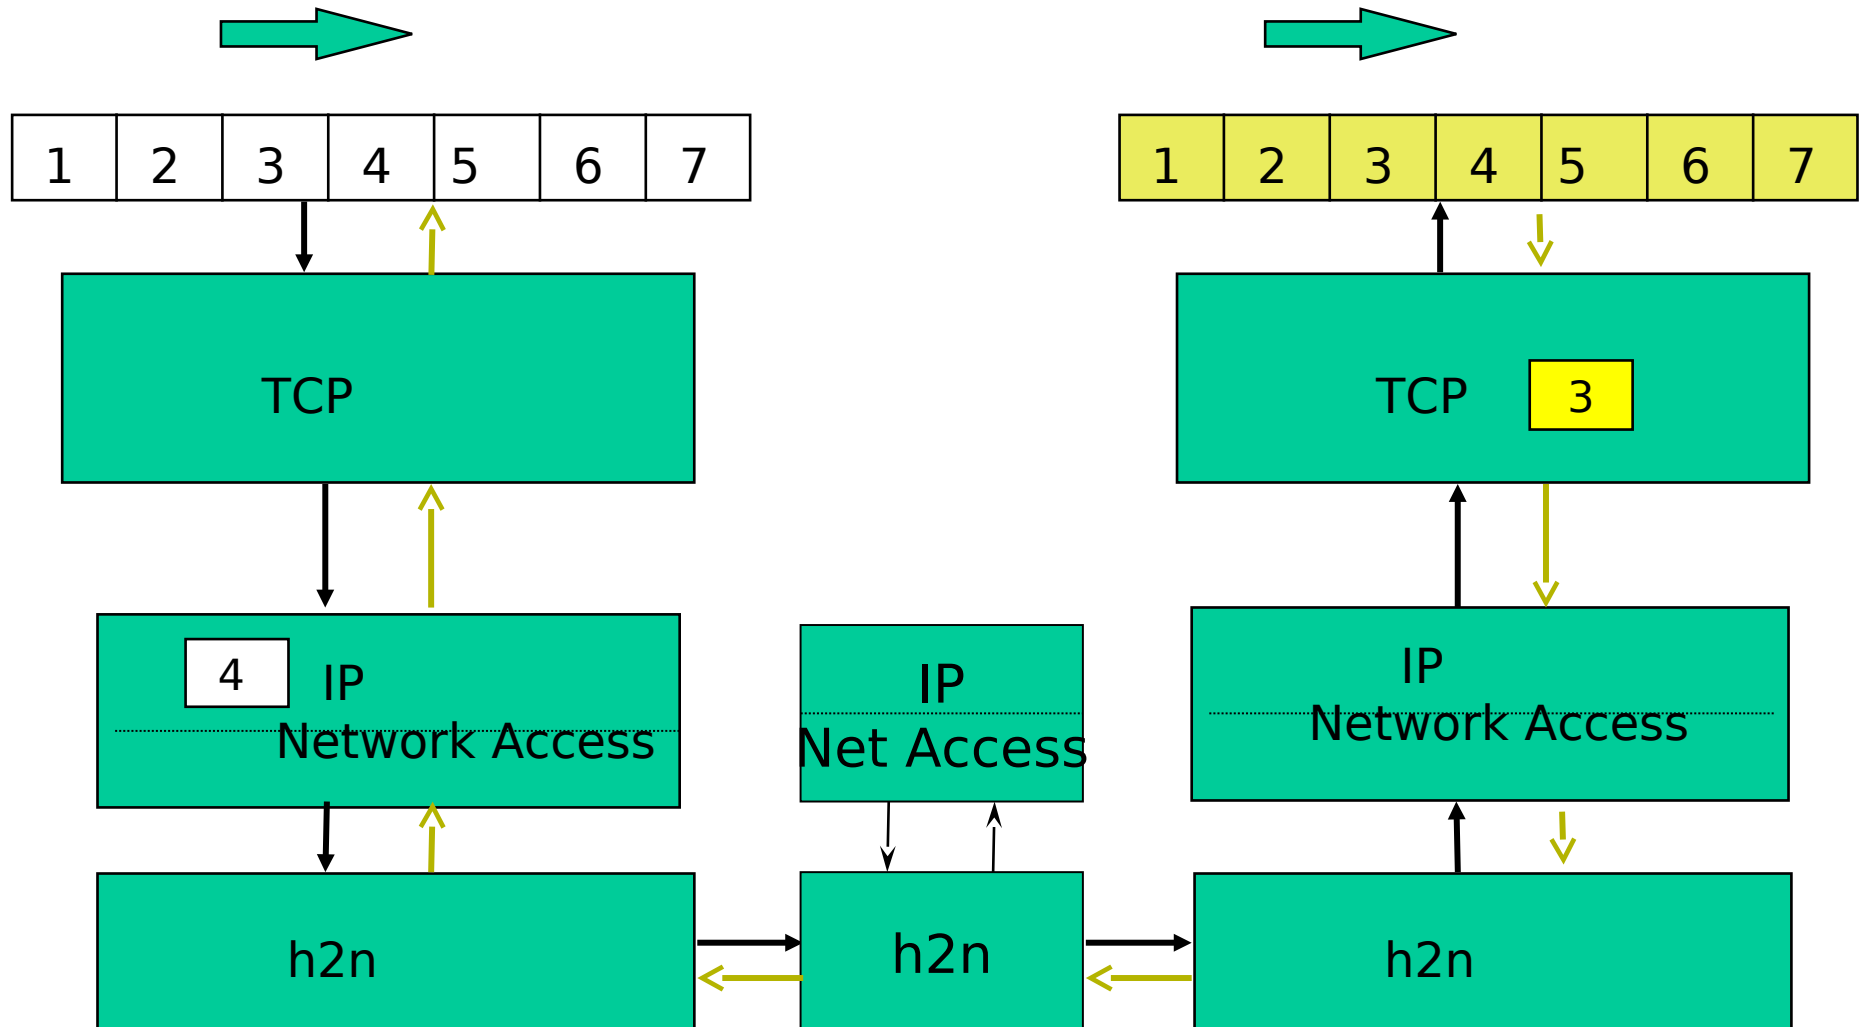 1 2 3 4 5 6 7
1 2 3 4 5 6 7
TCP
TCP 3
4 IP
Network Access
IP
Net Access
IP
Network Access
h2n
h2n
h2n